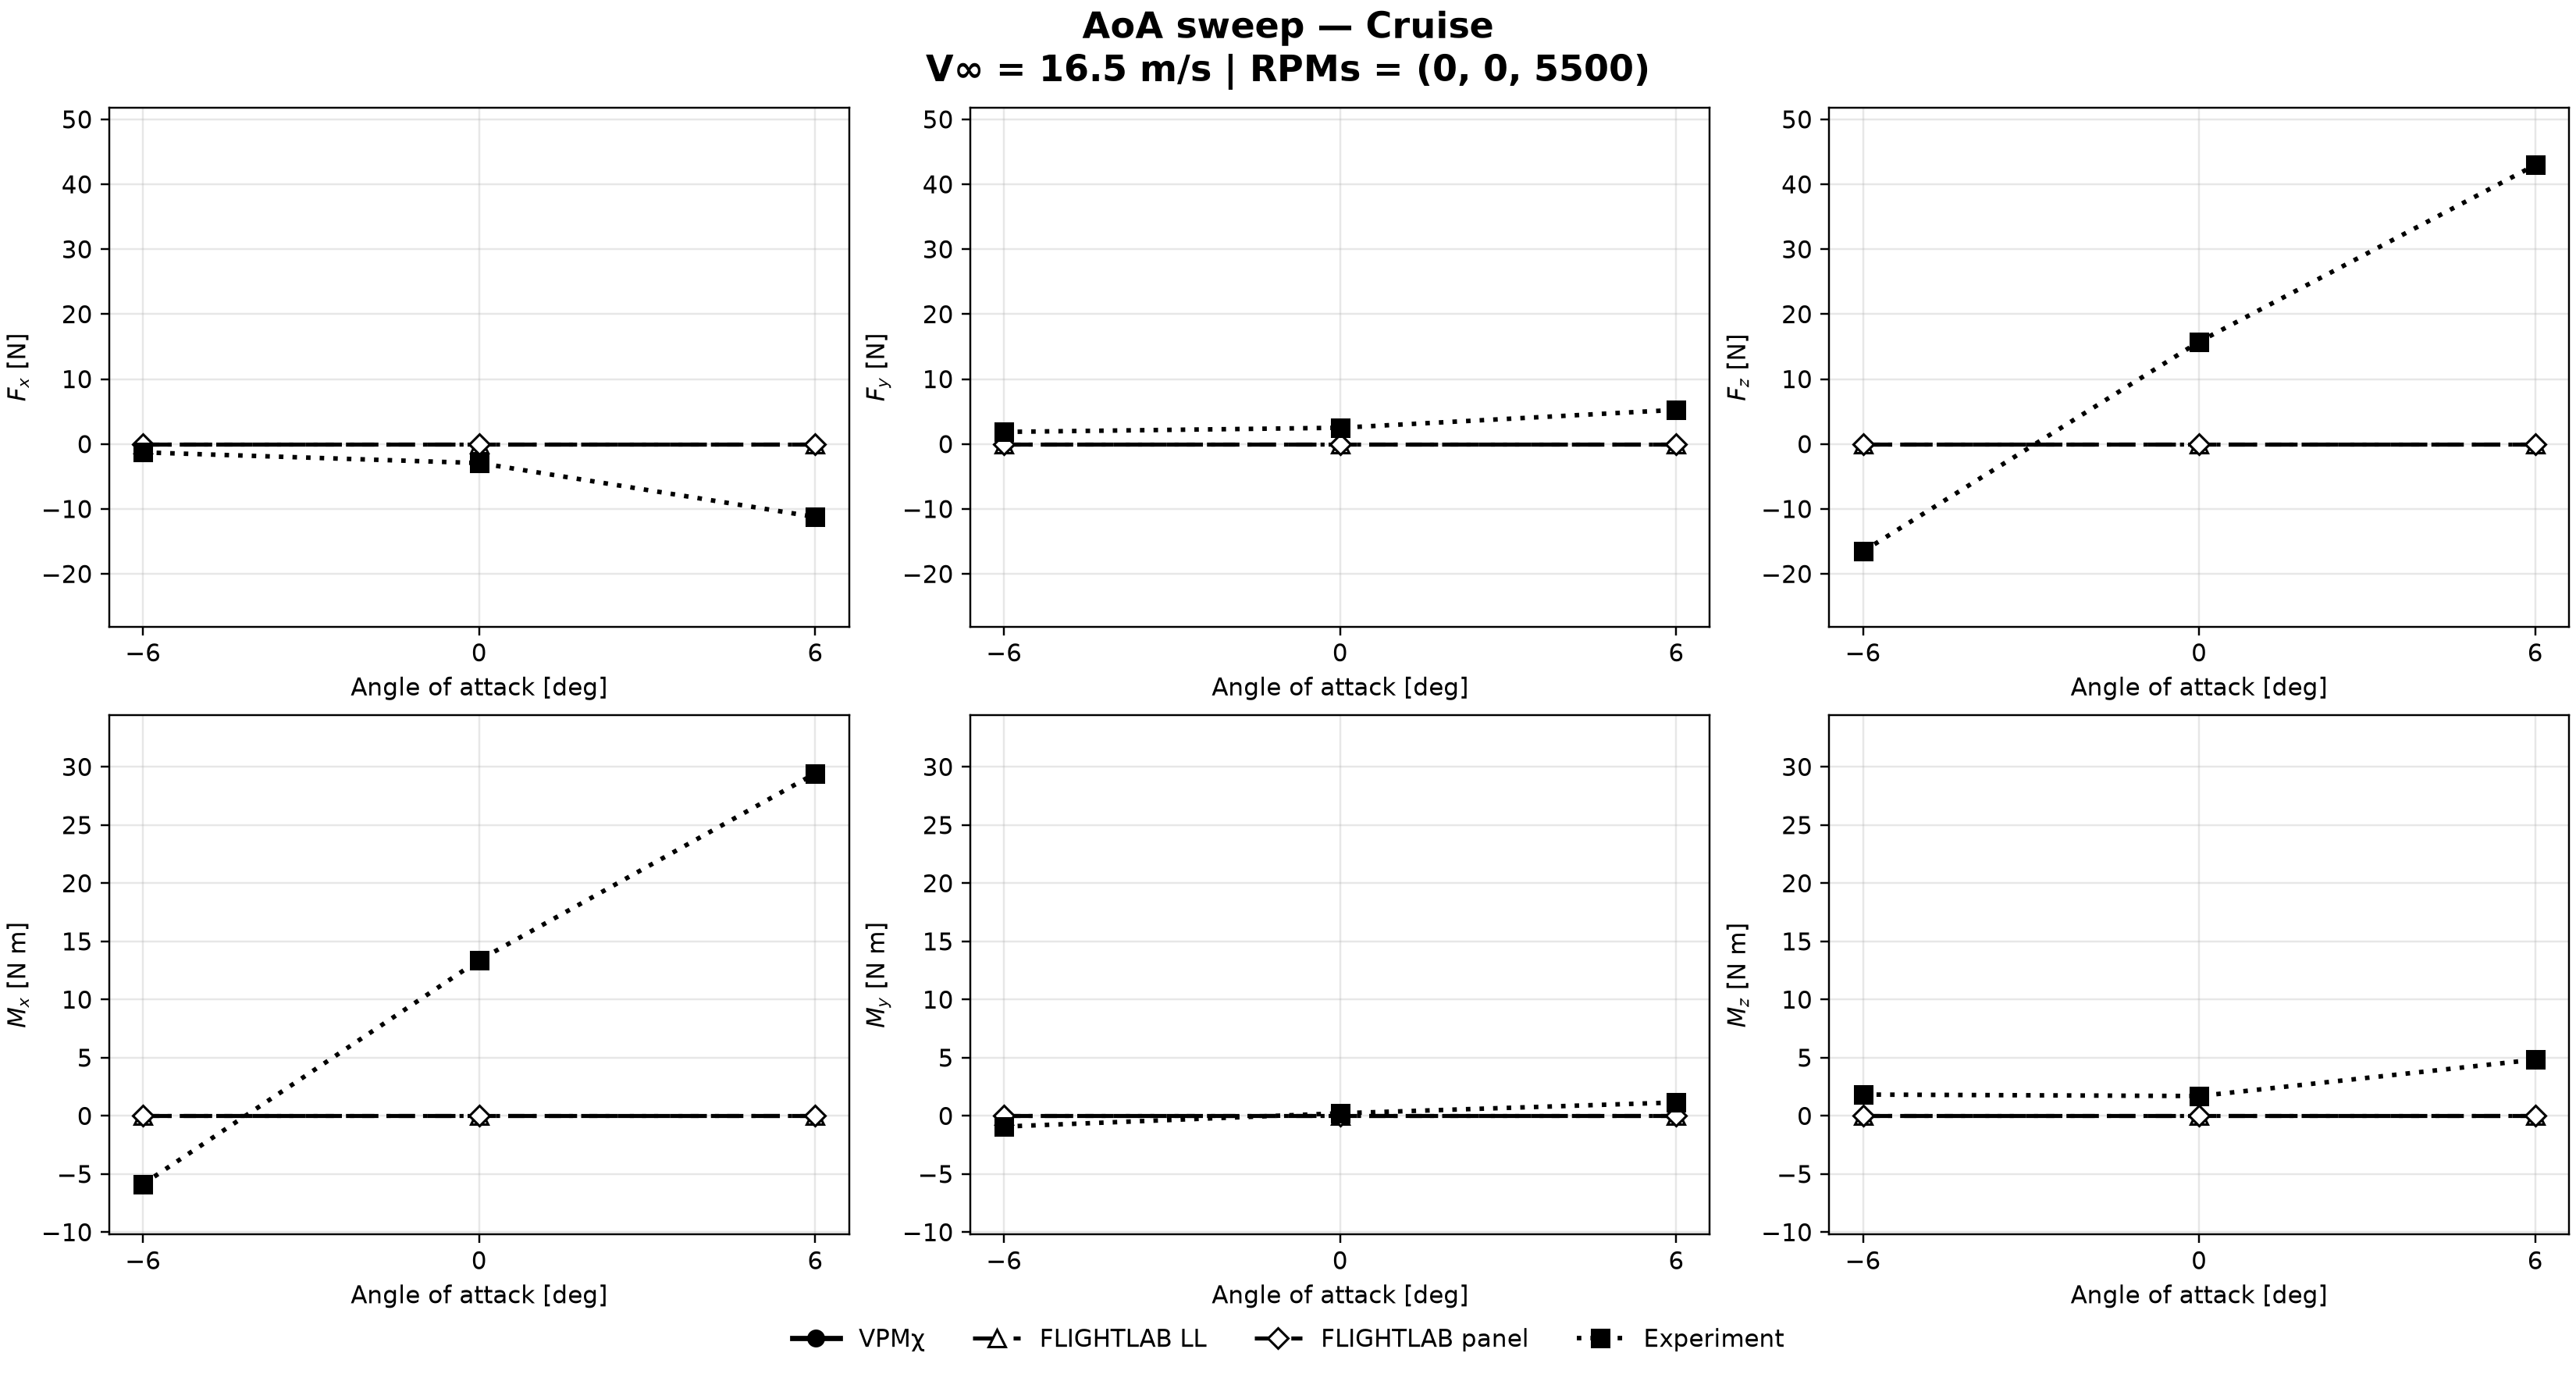 AoA sweep — Cruise
V∞ = 16.5 m/s | RPMs = (0, 0, 5500)
50
40
30
20
10
0
−10
−20
Fx [N]
−6 0 6
Angle of attack [deg]
50
40
30
20
10
0
−10
−20
Fy [N]
−6 0 6
Angle of attack [deg]
50
40
30
20
10
0
−10
−20
Fz [N]
−6 0 6
Angle of attack [deg]
30
25
20
15
10
5
0
−5
−10
Mx [N m]
−6 0 6
Angle of attack [deg]
30
25
20
15
10
5
0
−5
−10
My [N m]
−6 0 6
Angle of attack [deg]
30
25
20
15
10
5
0
−5
−10
Mz [N m]
−6 0 6
Angle of attack [deg]
VPMχ FLIGHTLAB LL FLIGHTLAB panel Experiment